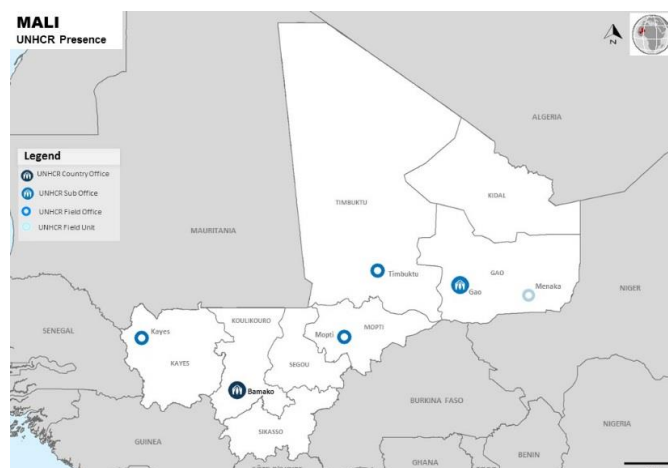 MALI
UNHCR Presence
N
ALGERIA
Legend
UNHCR Country Office
UNHCR Sub Office
UNHCR Field Office
UNHCR Field Unit
KIDAL
TIMBUKTU
MAURITANIA
Timbuktu
GAO
Gao
Menaka
NIGER
KOULIKOURO
Kayes
Mopti
MOPTI
SENEGAL
KAYES
SEGOU
Bamako
BURKINA FASO
SIKASSO
GUINEA
NIGERIA
BENIN
GHANA